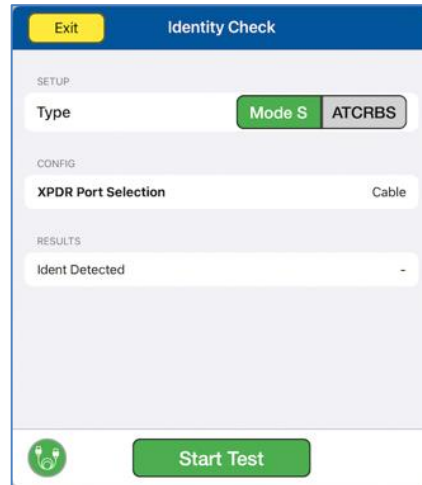 Exit Identity Check
SETUP
Type Mode S ATCRBS
CONFIG
XPDR Port Selection Cable
RESULTS
Ident Detected -
Start Test